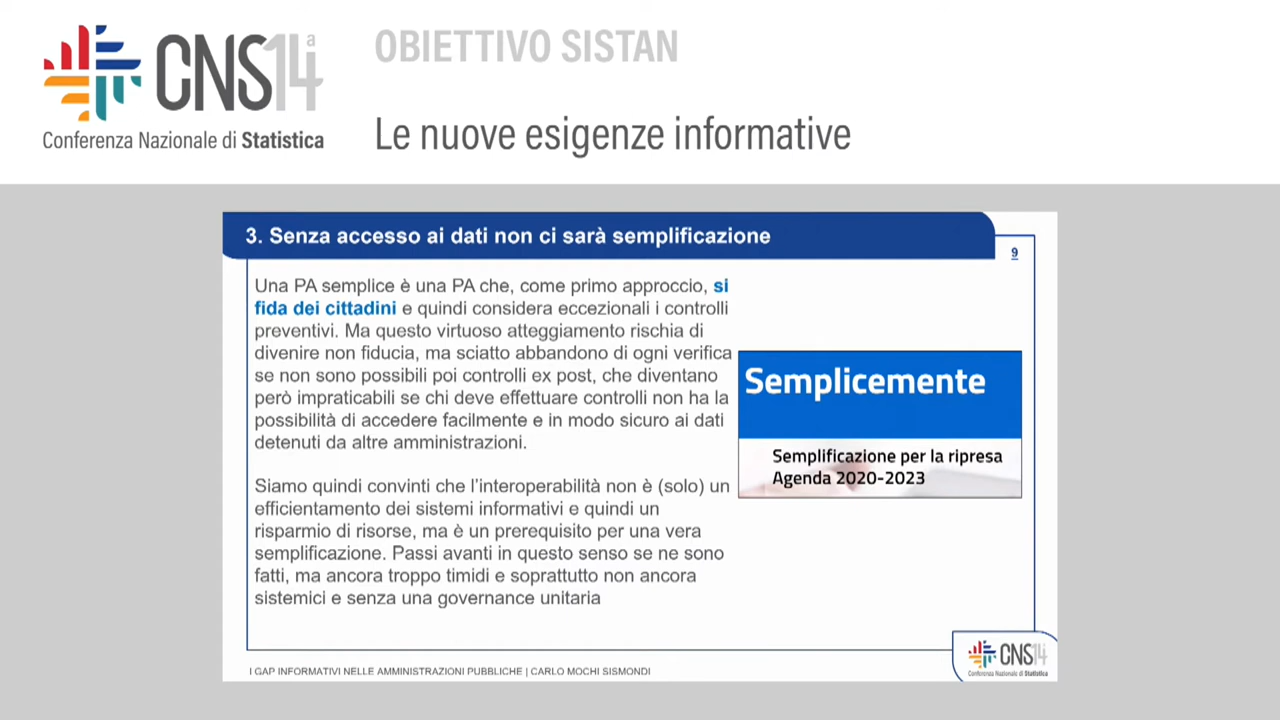 CNS14a
Conferenza Nazionale di Statistica
OBIETTIVO SISTAN
Le nuove esigenze informative
3. Senza accesso ai dati non ci sarà semplificazione
9
Una PA semplice è una PA che, come primo approccio, si
fida dei cittadini e quindi considera eccezionali i controlli
preventivi. Ma questo virtuoso atteggiamento rischia di
divenire non fiducia, ma sciatto abbandono di ogni verifica
se non sono possibili poi controlli ex post, che diventano
però impraticabili se chi deve effettuare controlli non ha la
possibilità di accedere facilmente e in modo sicuro ai dati
detenuti da altre amministrazioni.
Siamo quindi convinti che l'interoperabilità non è (solo) un
efficientamento dei sistemi informativi e quindi un
risparmio di risorse, ma è un prerequisito per una vera
semplificazione. Passi avanti in questo senso se ne sono
fatti, ma ancora troppo timidi e soprattutto non ancora
sistemici e senza una governance unitaria
Semplicemente
Semplificazione per la ripresa
Agenda 2020-2023
I GAP INFORMATIVI NELLE AMMINISTRAZIONI PUBBLICHE | CARLO MOCHI SISMONDI
CNS14
Conferenza Nazionale di Statistica